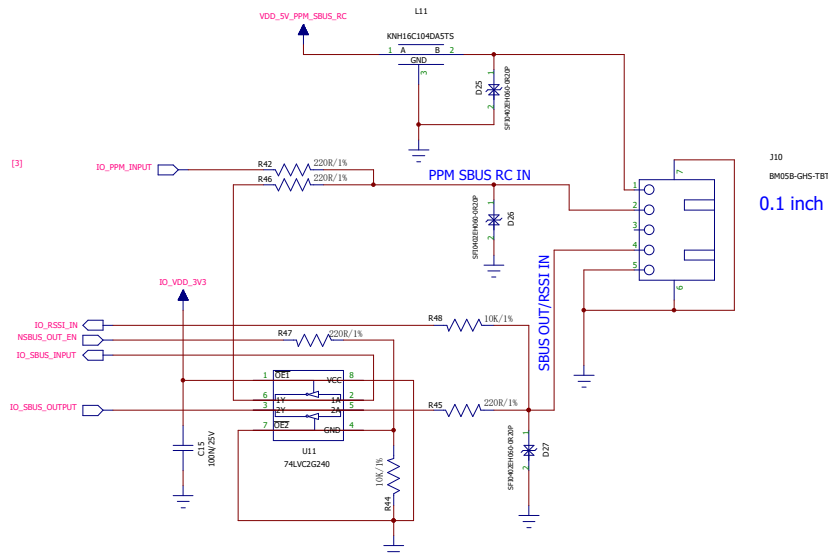 L11
VDD_5V_PPM_SBUS_RC
KNH16C104DA5TS
1 A B 2
GND
3
D25
SFI0402EH060-0R20P
1
2
[3]
IO_PPM_INPUT
R42 220R/1%
R46 220R/1%
PPM SBUS RC IN
D26
SFI0402EH060-0R20P
1
2
J10
BM05B-GHS-TBT
0.1 inch
7
1
2
3
4
5
6
IO_VDD_3V3
SBUS OUT/RSSI IN
IO_RSSI_IN
R48 10K/1%
NSBUS_OUT_EN
R47 220R/1%
IO_SBUS_INPUT
1 OE1 VCC 8
6 1Y 1A 2
IO_SBUS_OUTPUT
3 2Y 2A 5
R45 220R/1%
7 OE2 GND 4
U11
74LVC2G240
C15
100N/25V
R44
10K/1%
D27
SFI0402EH060-0R20P
1
2